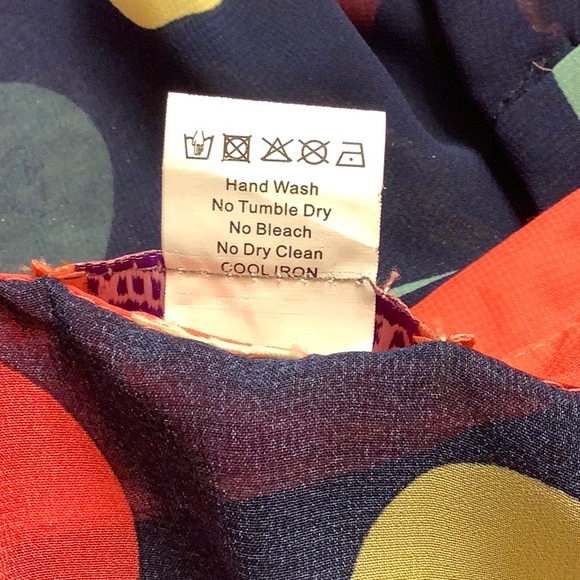 Hand Wash
No Tumble Dry
No Bleach
No Dry Clean
COOL IRON